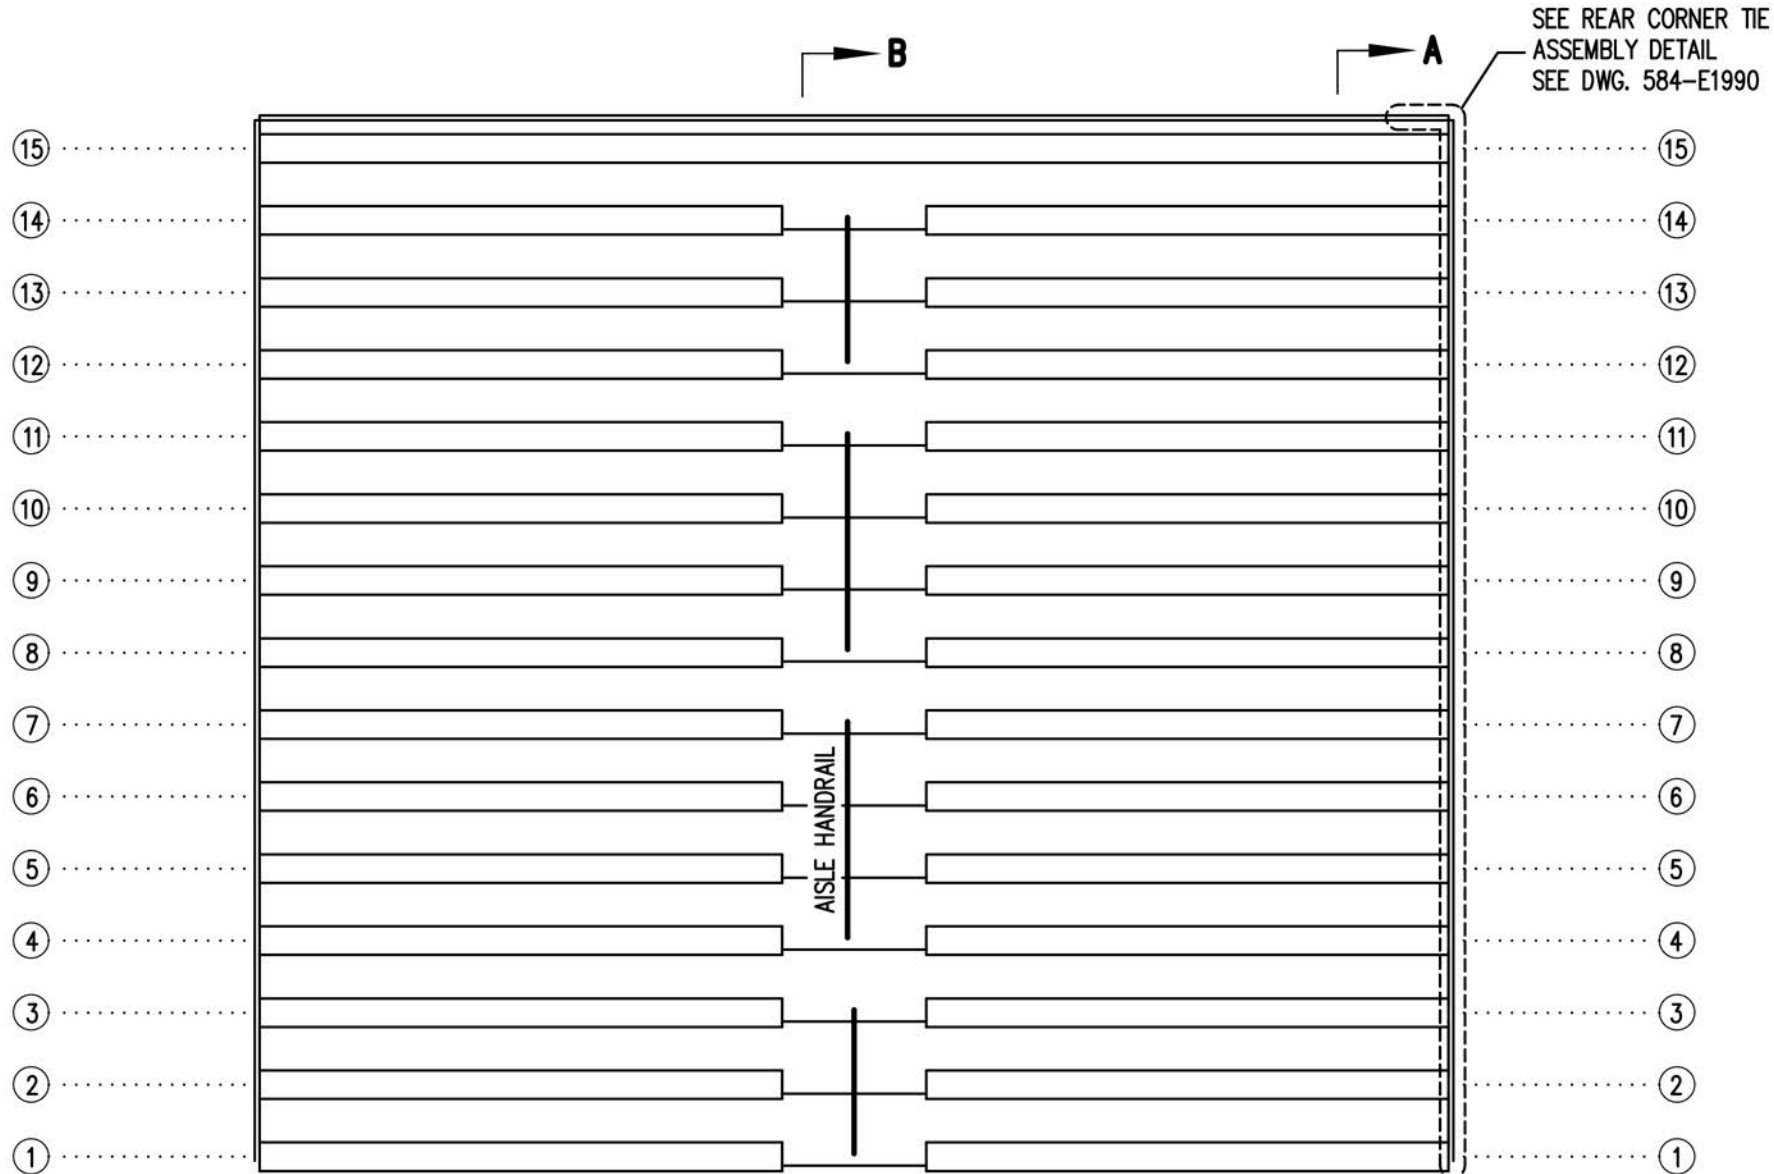 SEE REAR CORNER TIE
ASSEMBLY DETAIL
SEE DWG. 584-E1990
B
A
15 15
14 14
13 13
12 12
11 11
10 10
9 9
8 8
7 7
6 6
5 5
4 4
3 3
2 2
1 1
AISLE HANDRAIL